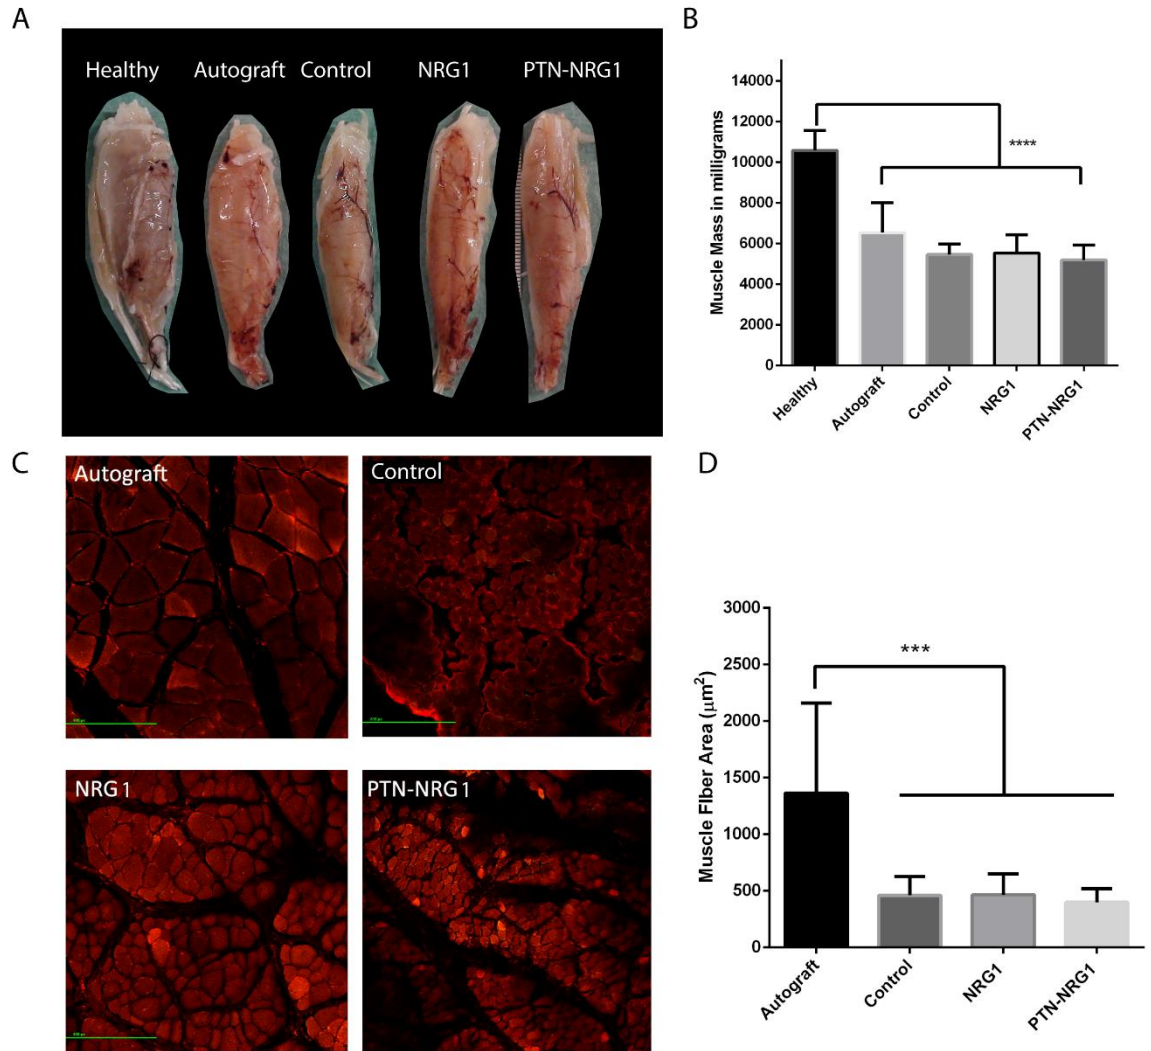 A
Healthy Autograft Control NRG1 PTN-NRG1
B
Muscle Mass in milligrams
14000
12000
10000
8000
6000
4000
2000
0
****
Healthy
Autograft
Control
NRG1
PTN-NRG1
C
Autograft
Control
NRG1
PTN-NRG1
D
Muscle FIber Area (μm²)
3000
2500
2000
1500
1000
500
0
***
Autograft
Control
NRG1
PTN-NRG1